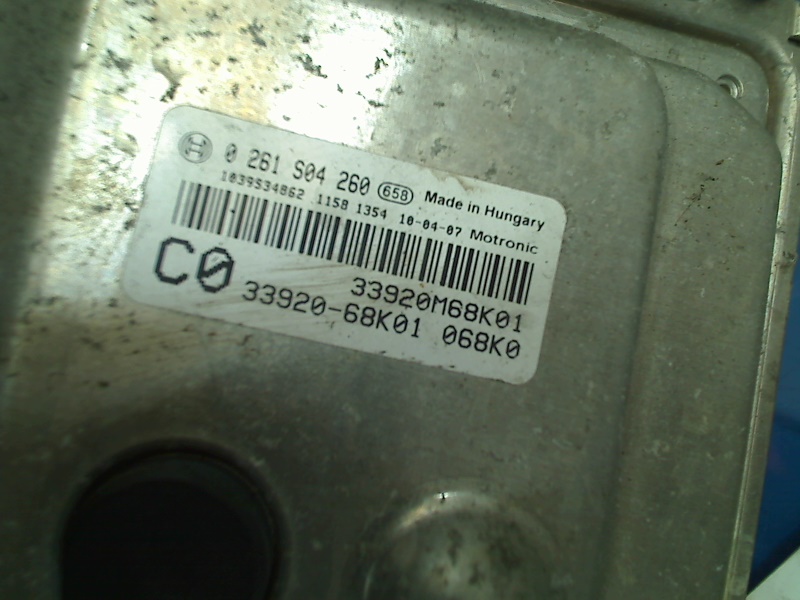 0 261 S04 260 658 Made in Hungary
1039S34862 1158 1354 10-04-07 Motronic
C0 33920M68K01
33920-68K01 068K0